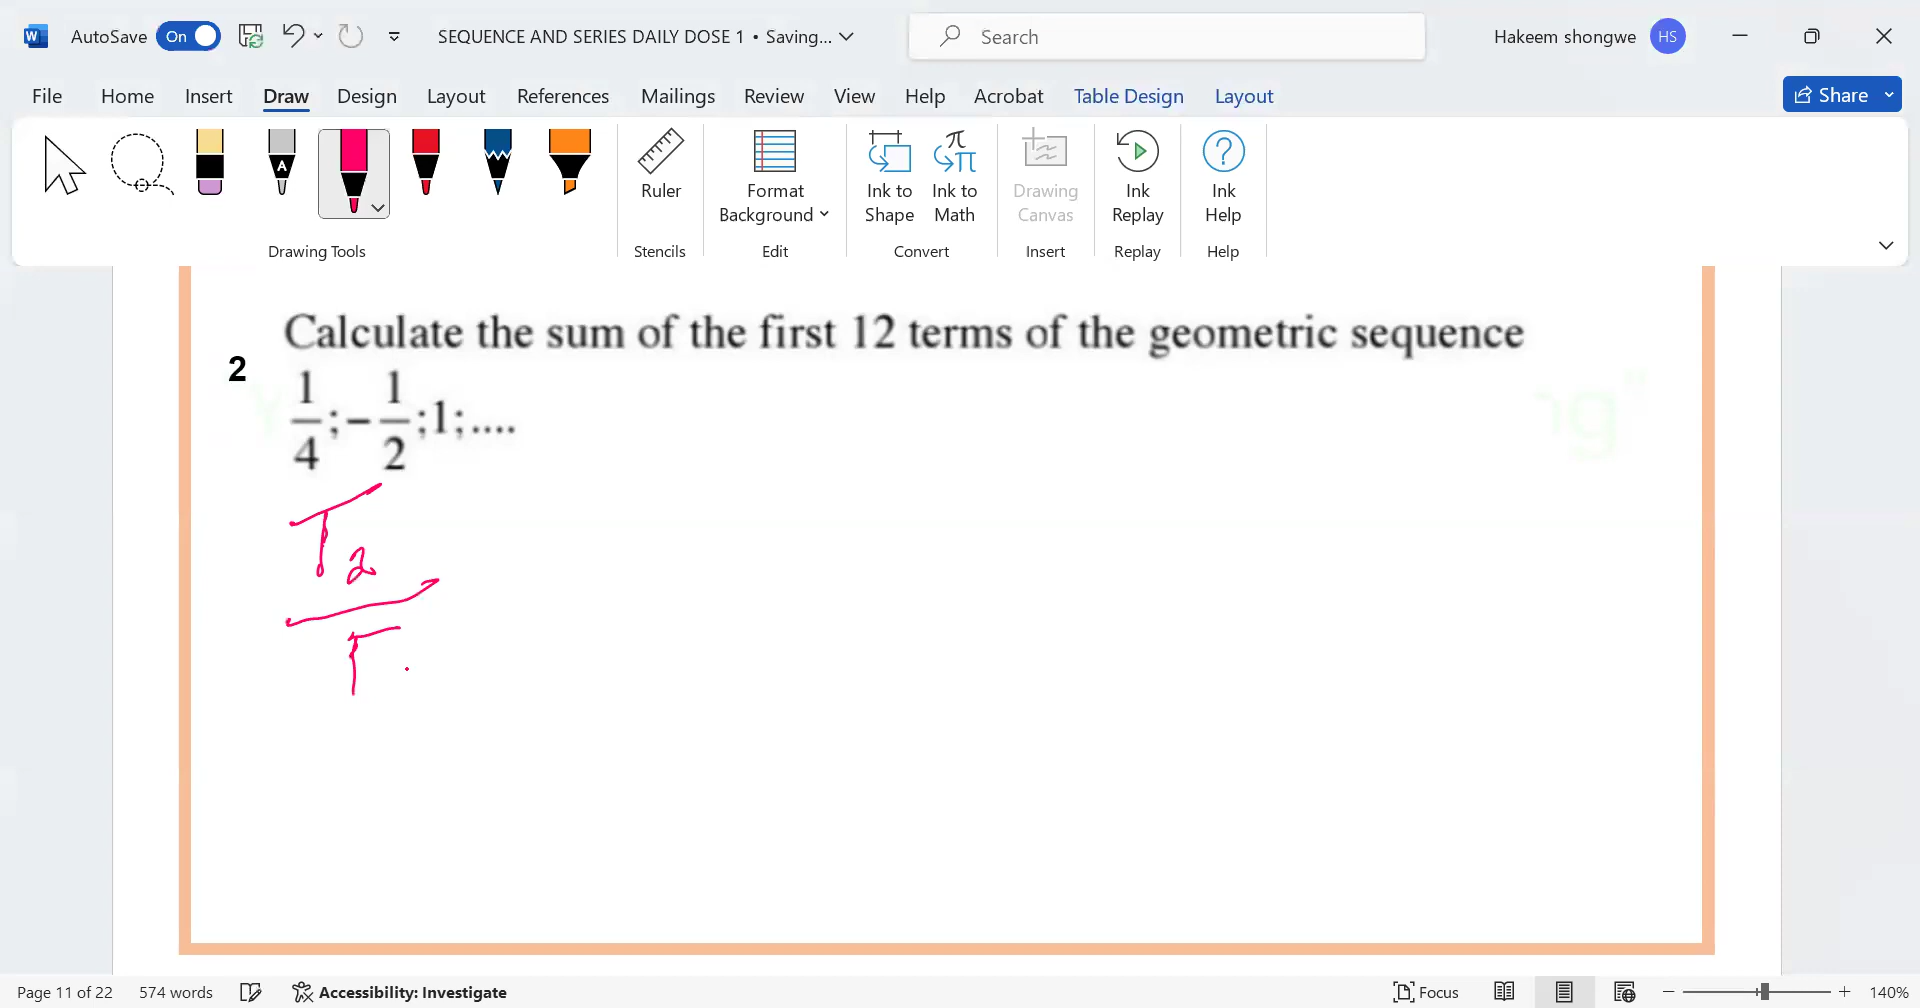 AutoSave On SEQUENCE AND SERIES DAILY DOSE 1 • Saving... Search Hakeem shongwe HS
File Home Insert Draw Design Layout References Mailings Review View Help Acrobat Table Design Layout Share
A
Ruler
Format Background
Ink to Shape
Ink to Math
Drawing Canvas
Ink Replay
Ink Help
Drawing Tools Stencils Edit Convert Insert Replay Help
Calculate the sum of the first 12 terms of the geometric sequence
2
1/4;-1/2;1;....
T2
T
Page 11 of 22 574 words Accessibility: Investigate Focus 140%